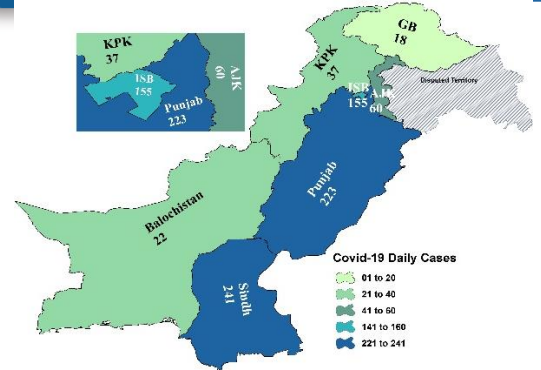 KPK
37
ISB
155
Punjab
223
AJK
60
GB
18
KPK
37
Disputed Territory
ISB
155
AJK
60
Punjab
223
Balochistan
22
Sindh
241
Covid-19 Daily Cases
01 to 20
21 to 40
41 to 60
141 to 160
221 to 241